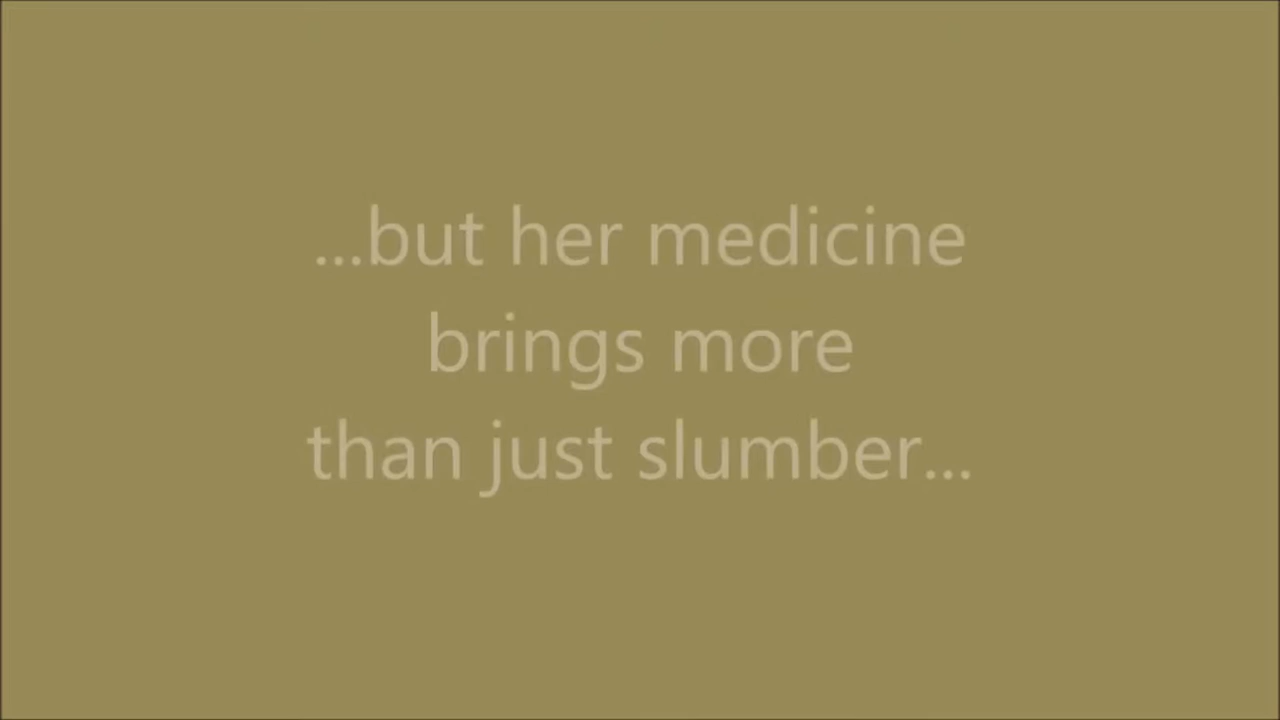 ...but her medicine
brings more
than just slumber...